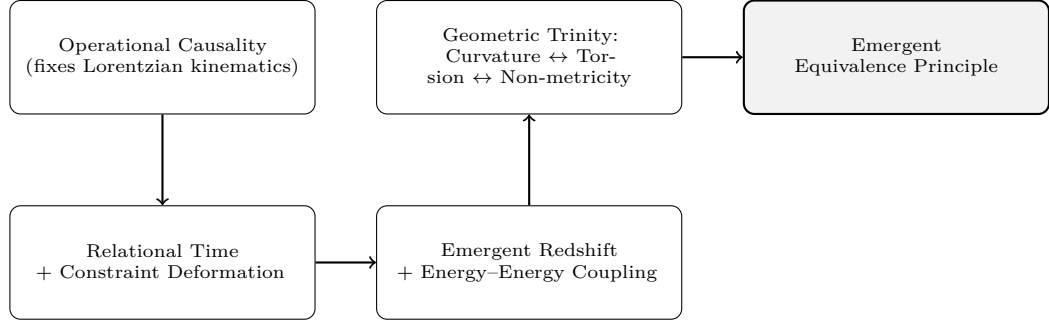 Operational Causality
(fixes Lorentzian kinematics)
Geometric Trinity:
Curvature ↔ Tor-
sion ↔ Non-metricity
Emergent
Equivalence Principle
Relational Time
+ Constraint Deformation
Emergent Redshift
+ Energy–Energy Coupling